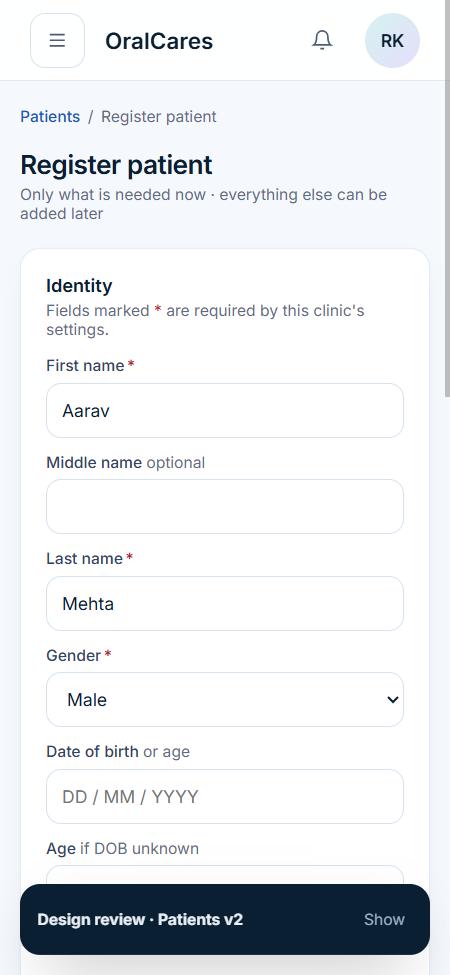 OralCares
RK
Patients / Register patient
Register patient
Only what is needed now · everything else can be
added later
Identity
Fields marked * are required by this clinic's
settings.
First name *
Aarav
Middle name optional
Last name *
Mehta
Gender *
Male
Date of birth or age
DD / MM / YYYY
Age if DOB unknown
Design review · Patients v2 Show